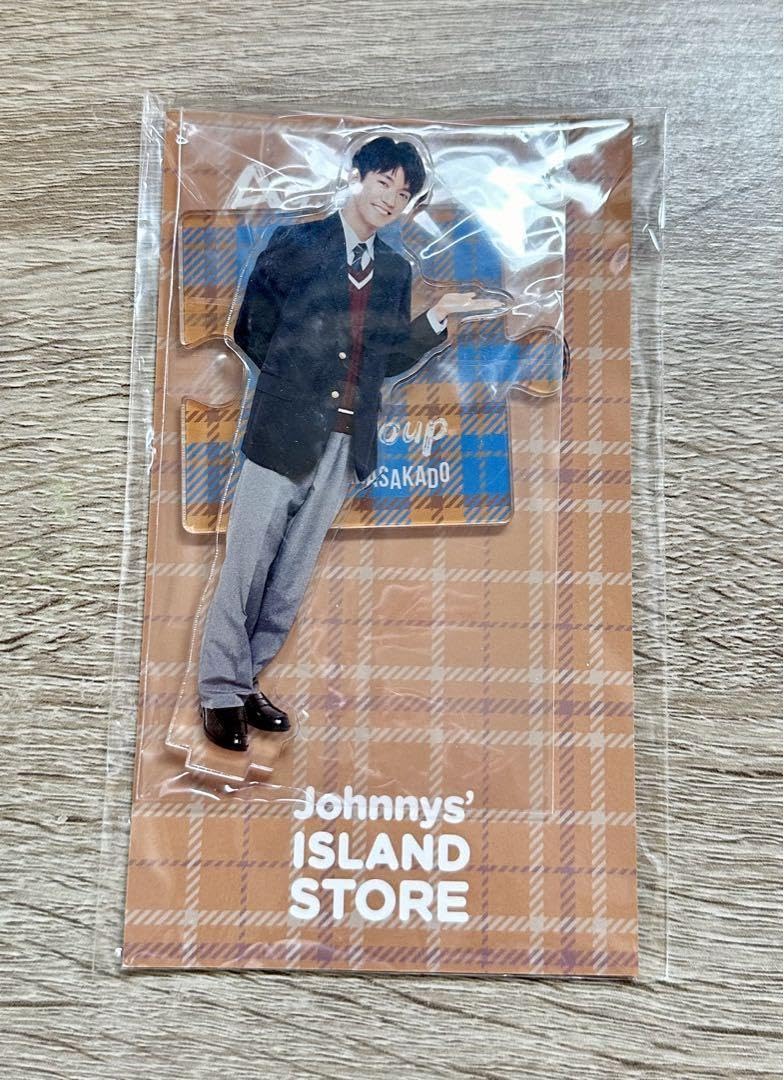 oup
ASAKADO
Johnnys'
ISLAND
STORE